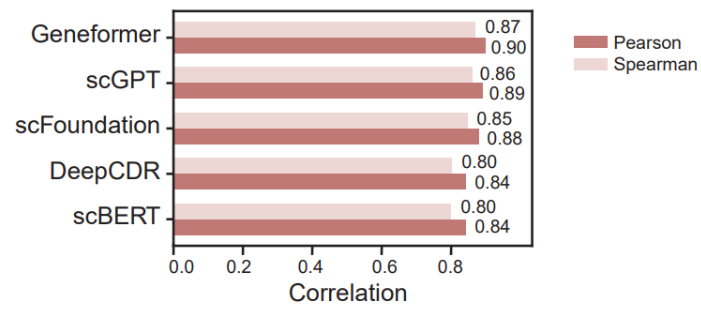 Geneformer
0.87
0.90
scGPT
0.86
0.89
scFoundation
0.85
0.88
DeepCDR
0.80
0.84
scBERT
0.80
0.84
0.0 0.2 0.4 0.6 0.8
Correlation
Pearson
Spearman